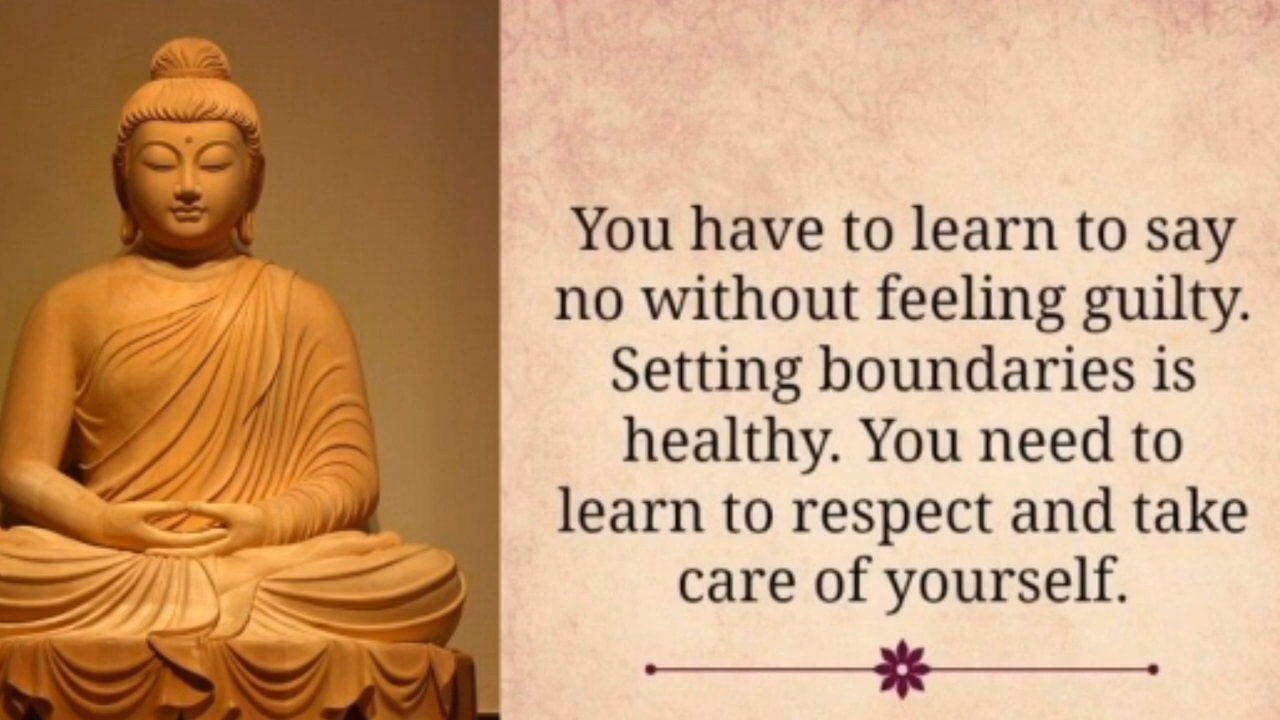 You have to learn to say
no without feeling guilty.
Setting boundaries is
healthy. You need to
learn to respect and take
care of yourself.